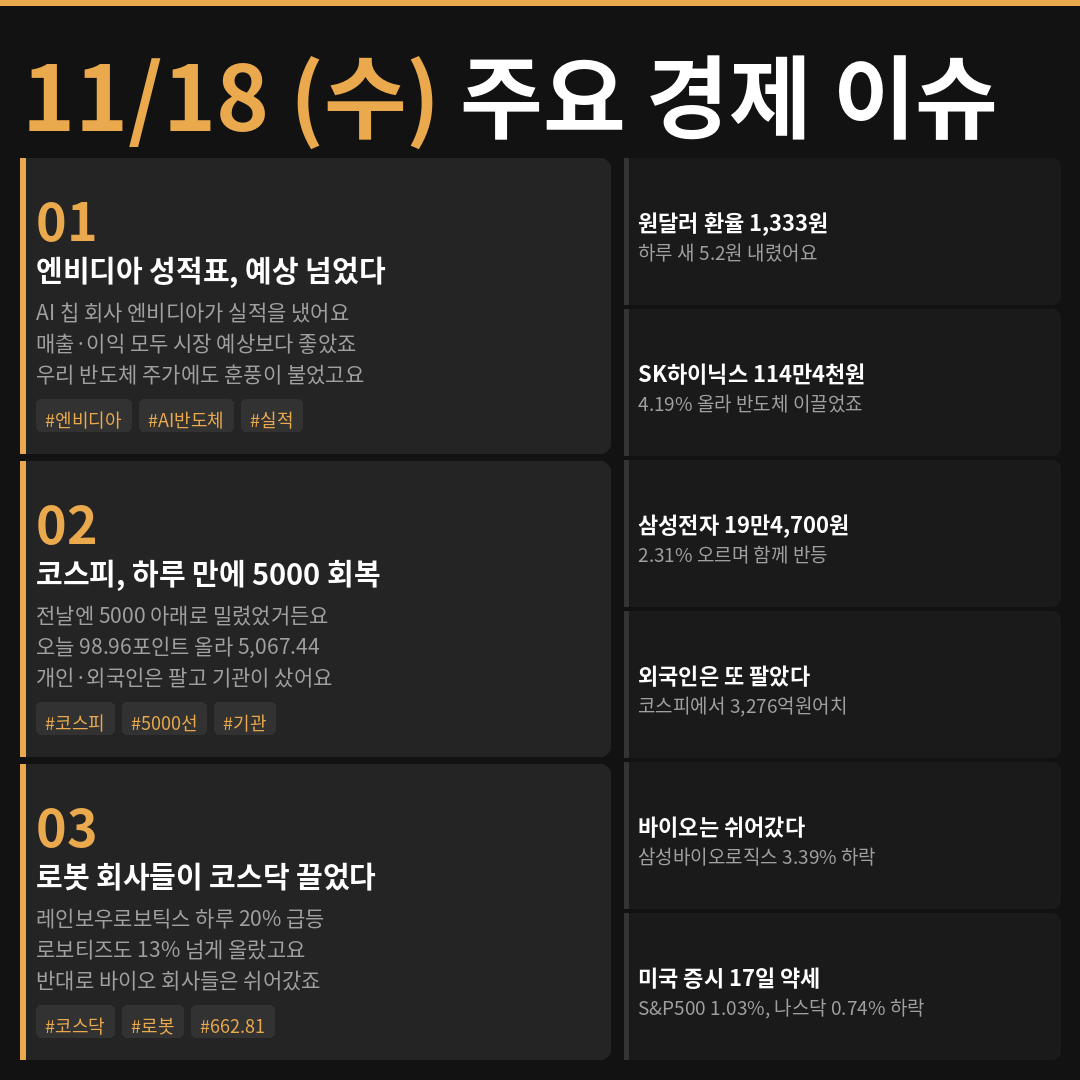 11/18 (수) 주요 경제 이슈
01
엔비디아 성적표, 예상 넘었다
AI 칩 회사 엔비디아가 실적을 냈어요
매출·이익 모두 시장 예상보다 좋았죠
우리 반도체 주가에도 훈풍이 불었고요
#엔비디아 #AI반도체 #실적
02
코스피, 하루 만에 5000 회복
전날엔 5000 아래로 밀렸었거든요
오늘 98.96포인트 올라 5,067.44
개인·외국인은 팔고 기관이 샀어요
#코스피 #5000선 #기관
03
로봇 회사들이 코스닥 끌었다
레인보우로보틱스 하루 20% 급등
로보티즈도 13% 넘게 올랐고요
반대로 바이오 회사들은 쉬어갔죠
#코스닥 #로봇 #662.81
원달러 환율 1,333원
하루 새 5.2원 내렸어요
SK하이닉스 114만4천원
4.19% 올라 반도체 이끌었죠
삼성전자 19만4,700원
2.31% 오르며 함께 반등
외국인은 또 팔았다
코스피에서 3,276억원어치
바이오는 쉬어갔다
삼성바이오로직스 3.39% 하락
미국 증시 17일 약세
S&P500 1.03%, 나스닥 0.74% 하락